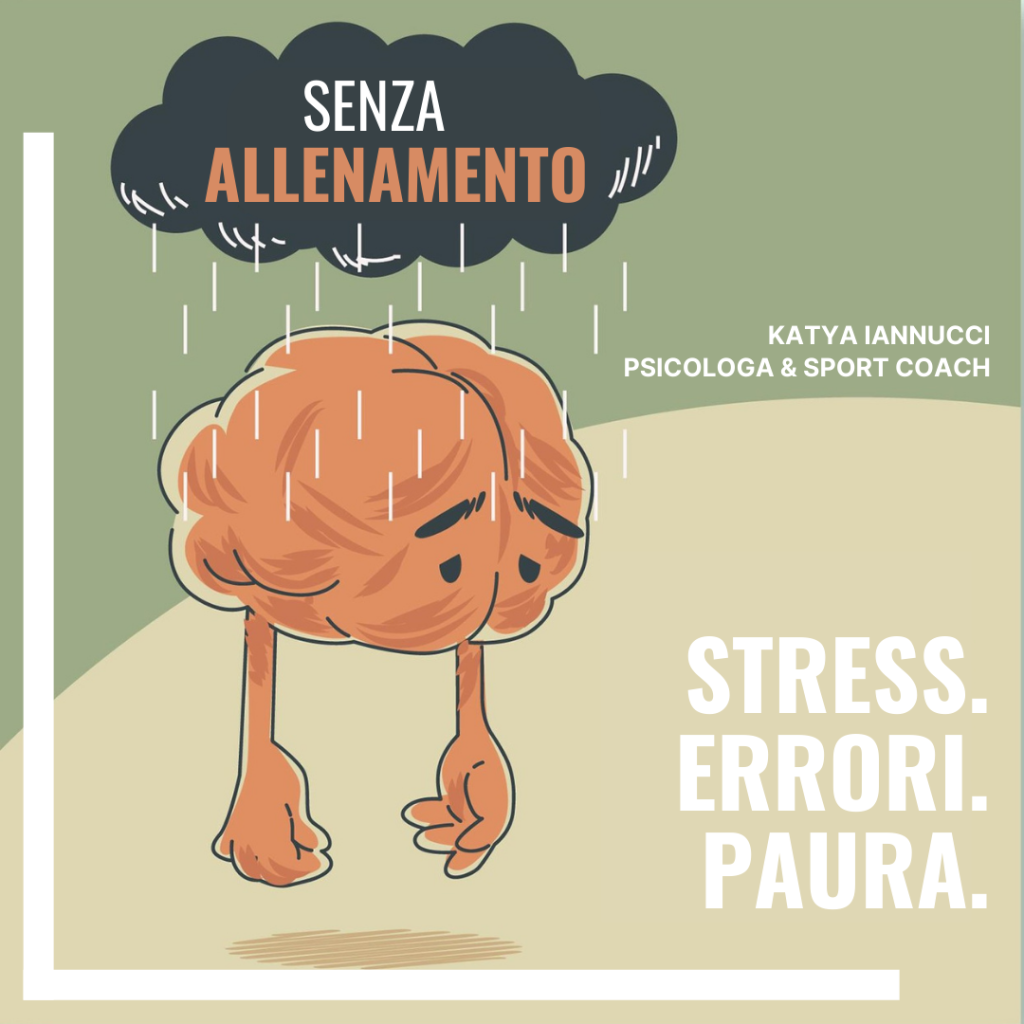 SENZA
ALLENAMENTO
KATYA IANNUCCI
PSICOLOGA & SPORT COACH
STRESS.
ERRORI.
PAURA.